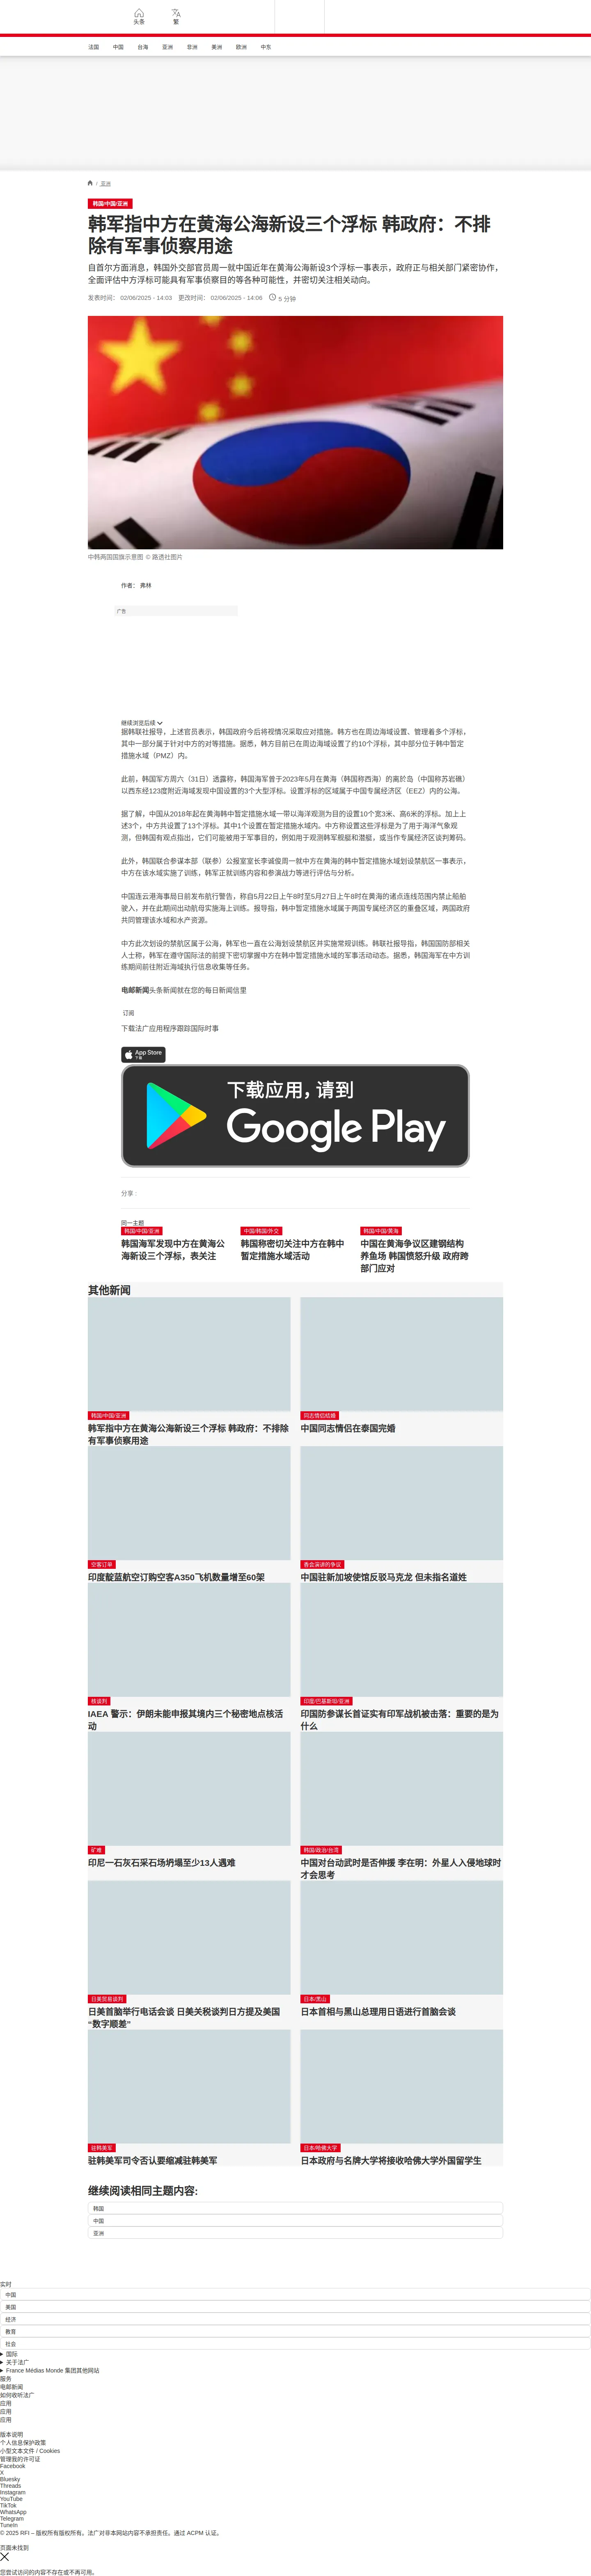 头条
繁
法国 中国 台海 亚洲 非洲 美洲 欧洲 中东
/ 亚洲
韩国/中国/亚洲
韩军指中方在黄海公海新设三个浮标 韩政府：不排
除有军事侦察用途
自首尔方面消息，韩国外交部官员周一就中国近年在黄海公海新设3个浮标一事表示，政府正与相关部门紧密协作，
全面评估中方浮标可能具有军事侦察目的等各种可能性，并密切关注相关动向。
发表时间： 02/06/2025 - 14:03 更改时间： 02/06/2025 - 14:06 5 分钟
中韩两国国旗示意图 © 路透社图片
作者： 弗林
广告
继续浏览后续
据韩联社报导，上述官员表示，韩国政府今后将视情况采取应对措施。韩方也在周边海域设置、管理着多个浮标，
其中一部分属于针对中方的对等措施。据悉，韩方目前已在周边海域设置了约10个浮标，其中部分位于韩中暂定
措施水域（PMZ）内。
此前，韩国军方周六（31日）透露称，韩国海军曾于2023年5月在黄海（韩国称西海）的离於岛（中国称苏岩礁）
以西东经123度附近海域发现中国设置的3个大型浮标。设置浮标的区域属于中国专属经济区（EEZ）内的公海。
据了解，中国从2018年起在黄海韩中暂定措施水域一带以海洋观测为目的设置10个宽3米、高6米的浮标。加上上
述3个，中方共设置了13个浮标。其中1个设置在暂定措施水域内。中方称设置这些浮标是为了用于海洋气象观
测，但韩国有观点指出，它们可能被用于军事目的，例如用于观测韩军舰艇和潜艇，或当作专属经济区谈判筹码。
此外，韩国联合参谋本部（联参）公报室室长李诚俊周一就中方在黄海的韩中暂定措施水域划设禁航区一事表示，
中方在该水域实施了训练，韩军正就训练内容和参演战力等进行评估与分析。
中国连云港海事局日前发布航行警告，称自5月22日上午8时至5月27日上午8时在黄海的诸点连线范围内禁止船舶
驶入，并在此期间出动航母实施海上训练。报导指，韩中暂定措施水域属于两国专属经济区的重叠区域，两国政府
共同管理该水域和水产资源。
中方此次划设的禁航区属于公海，韩军也一直在公海划设禁航区并实施常规训练。韩联社报导指，韩国国防部相关
人士称，韩军在遵守国际法的前提下密切掌握中方在韩中暂定措施水域的军事活动动态。据悉，韩国海军在中方训
练期间前往附近海域执行信息收集等任务。
电邮新闻头条新闻就在您的每日新闻信里
订阅
下载法广应用程序跟踪国际时事
App Store
下载
下载应用，请到
Google Play
分享 :
同一主题
韩国/中国/亚洲
韩国海军发现中方在黄海公
海新设三个浮标，表关注
中国/韩国/外交
韩国称密切关注中方在韩中
暂定措施水域活动
韩国/中国/黄海
中国在黄海争议区建钢结构
养鱼场 韩国愤怒升级 政府跨
部门应对
其他新闻
韩国/中国/亚洲
韩军指中方在黄海公海新设三个浮标 韩政府：不排除
有军事侦察用途
同志情侣结婚
中国同志情侣在泰国完婚
空客订单
印度靛蓝航空订购空客A350飞机数量增至60架
香会演讲的争议
中国驻新加坡使馆反驳马克龙 但未指名道姓
核谈判
IAEA 警示：伊朗未能申报其境内三个秘密地点核活
动
印度/巴基斯坦/亚洲
印国防参谋长首证实有印军战机被击落：重要的是为
什么
矿难
印尼一石灰石采石场坍塌至少13人遇难
韩国/政治/台湾
中国对台动武时是否伸援 李在明：外星人入侵地球时
才会思考
日美贸易谈判
日美首脑举行电话会谈 日美关税谈判日方提及美国
“数字顺差”
日本/黑山
日本首相与黑山总理用日语进行首脑会谈
驻韩美军
驻韩美军司令否认要缩减驻韩美军
日本/哈佛大学
日本政府与名牌大学将接收哈佛大学外国留学生
继续阅读相同主题内容:
韩国
中国
亚洲
实时
中国
美国
经济
教育
社会
国际
关于法广
France Médias Monde 集团其他网站
服务
电邮新闻
如何收听法广
应用
应用
应用
版本说明
个人信息保护政策
小型文本文件 / Cookies
管理我的许可证
Facebook
X
Bluesky
Threads
Instagram
YouTube
TikTok
WhatsApp
Telegram
TuneIn
© 2025 RFI – 版权所有版权所有。法广对非本网站内容不承担责任。通过 ACPM 认证。
页面未找到
您尝试访问的内容不存在或不再可用。